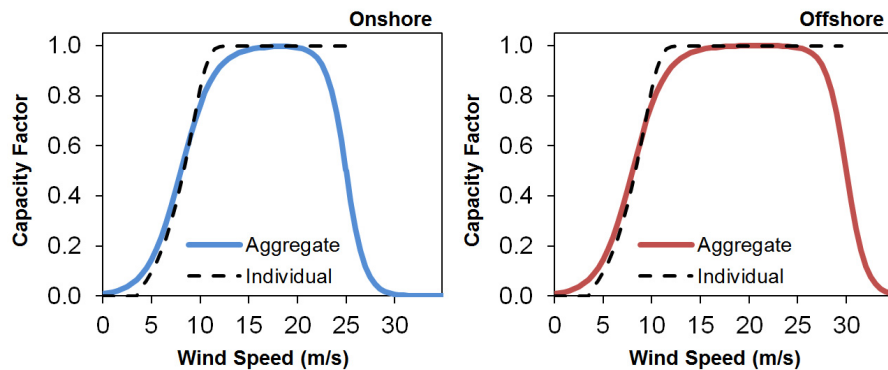 Onshore
1.0
0.8
0.6
0.4
0.2
0.0
Capacity Factor
Aggregate
Individual
0 5 10 15 20 25 30
Wind Speed (m/s)
Offshore
1.0
0.8
0.6
0.4
0.2
0.0
Capacity Factor
Aggregate
Individual
0 5 10 15 20 25 30
Wind Speed (m/s)